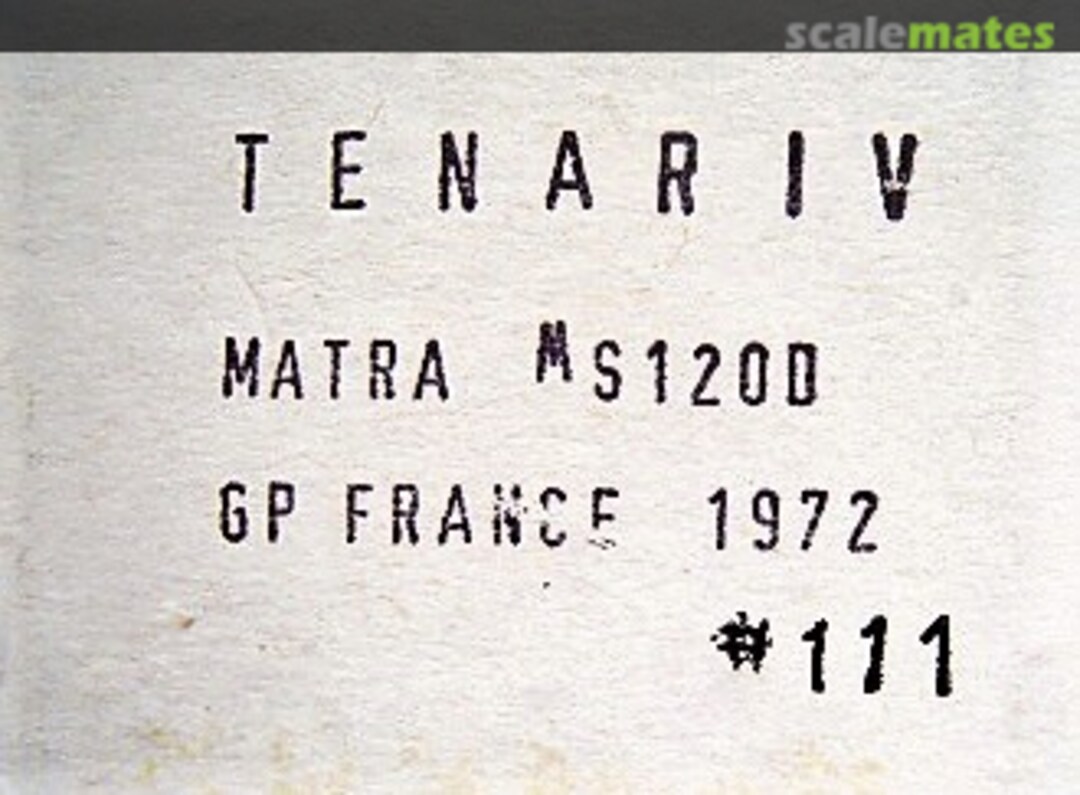 scalemates
TENARIV
MATRA MS120D
GP FRANCE 1972
#111